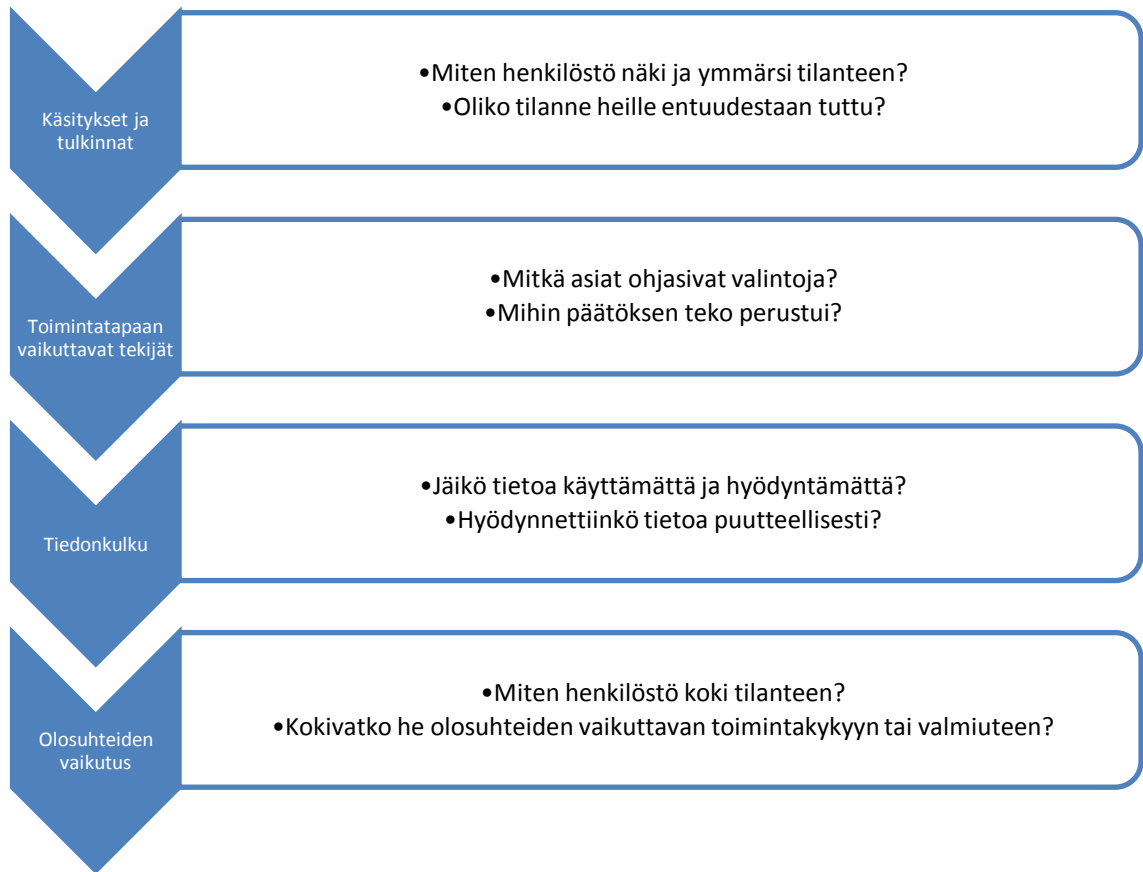 Käsitykset ja
tulkinnat
•Miten henkilöstö näki ja ymmärsi tilanteen?
•Oliko tilanne heille entuudestaan tuttu?
Toimintatapaan
vaikuttavat tekijät
•Mitkä asiat ohjasivat valintoja?
•Mihin päätöksen teko perustui?
Tiedonkulku
•Jäikö tietoa käyttämättä ja hyödyntämättä?
•Hyödynnettiinkö tietoa puutteellisesti?
Olosuhteiden
vaikutus
•Miten henkilöstö koki tilanteen?
•Kokivatko he olosuhteiden vaikuttavan toimintakykyyn tai valmiuteen?